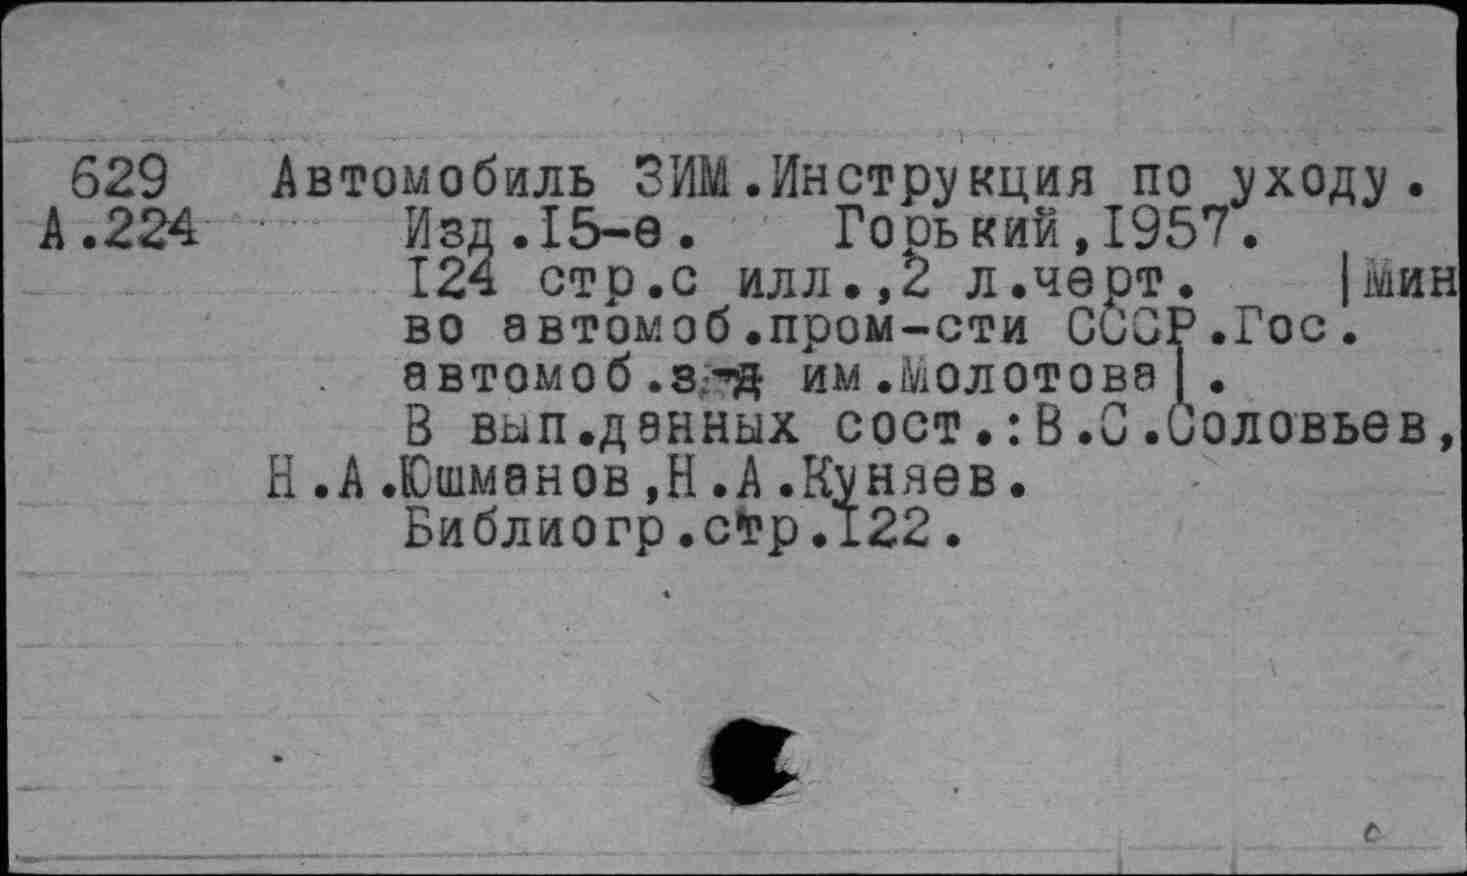 629 Автомобиль ЗИМ.Инструкция по уходу.
А.224 Изд.15-е. Горький,1957.
124 стр.с илл.,2 л.черт. |Мин
во автомоб.пром-сти СССР.Гос.
автомоб.з-д им.Молотова|.
В вып.данных сост.:В.С.Соловьев,
Н.А.Юшманов,Н.А.Куняев.
Библиогр.стр.122.
с